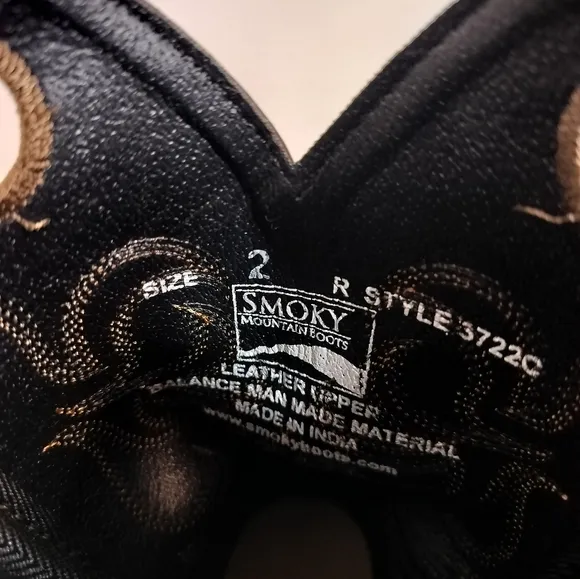 SIZE 2 R STYLE 3722C
SMOKY
MOUNTAIN BOOTS
LEATHER UPPER
BALANCE MAN MADE MATERIAL
MADE IN INDIA
www.smokyboots.com